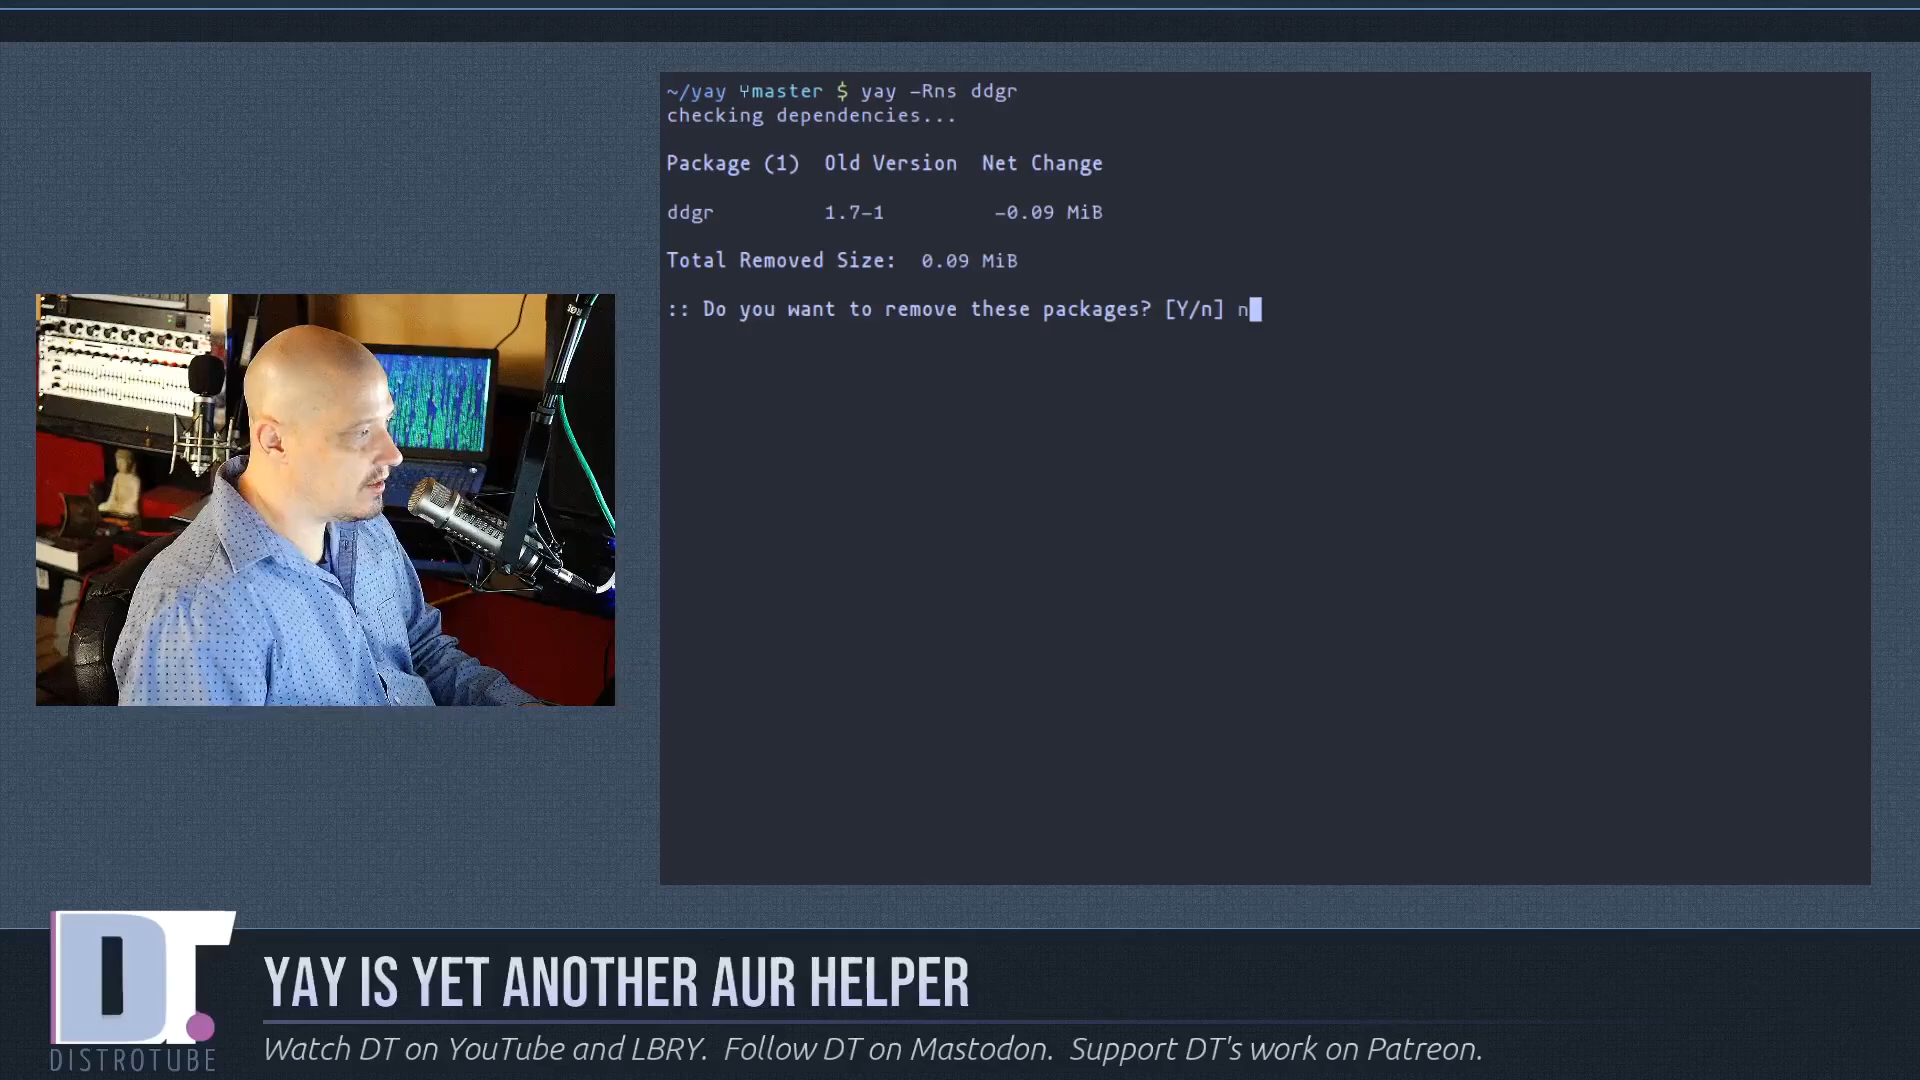 ~/yay master $ yay -Rns ddgr
checking dependencies...
Package (1) Old Version Net Change
ddgr 1.7-1 -0.09 MiB
Total Removed Size: 0.09 MiB
:: Do you want to remove these packages? [Y/n] n
DT
DISTROTUBE
YAY IS YET ANOTHER AUR HELPER
Watch DT on YouTube and LBRY. Follow DT on Mastodon. Support DT's work on Patreon.